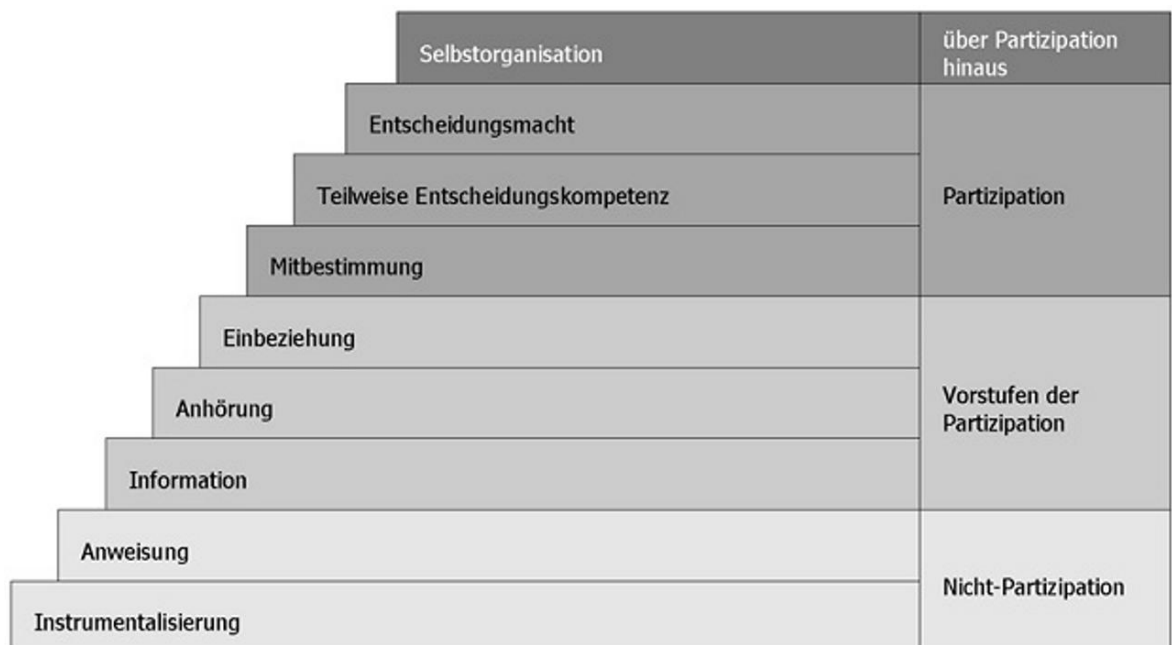 Selbstorganisation
über Partizipation
hinaus
Entscheidungsmacht
Teilweise Entscheidungskompetenz
Partizipation
Mitbestimmung
Einbeziehung
Anhörung
Vorstufen der
Partizipation
Information
Anweisung
Nicht-Partizipation
Instrumentalisierung